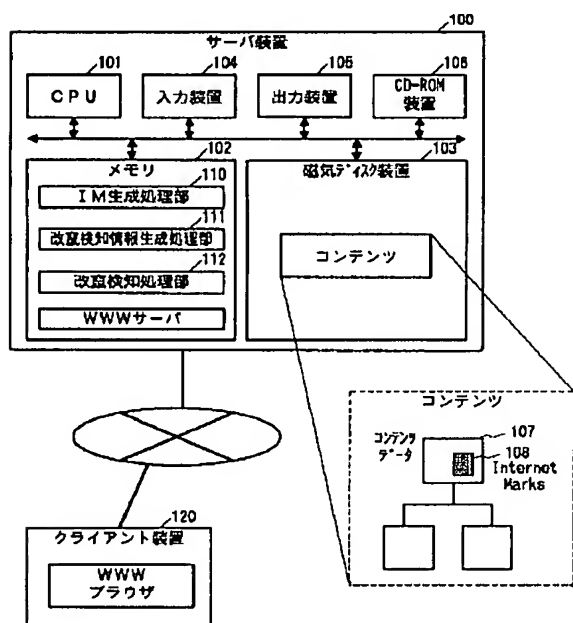 100
サーバ装置
101
104
105
106
CPU
入力装置
出力装置
CD-ROM
装置
102
103
メモリ
磁気ディスク装置
110
IM生成処理部
111
改竄検知情報生成処理部
112
改竄検知処理部
WWWサーバ
コンテンツ
コンテンツ
コンテンツ
データ
107
108
Internet
Marks
120
クライアント装置
WWW
ブラウザ